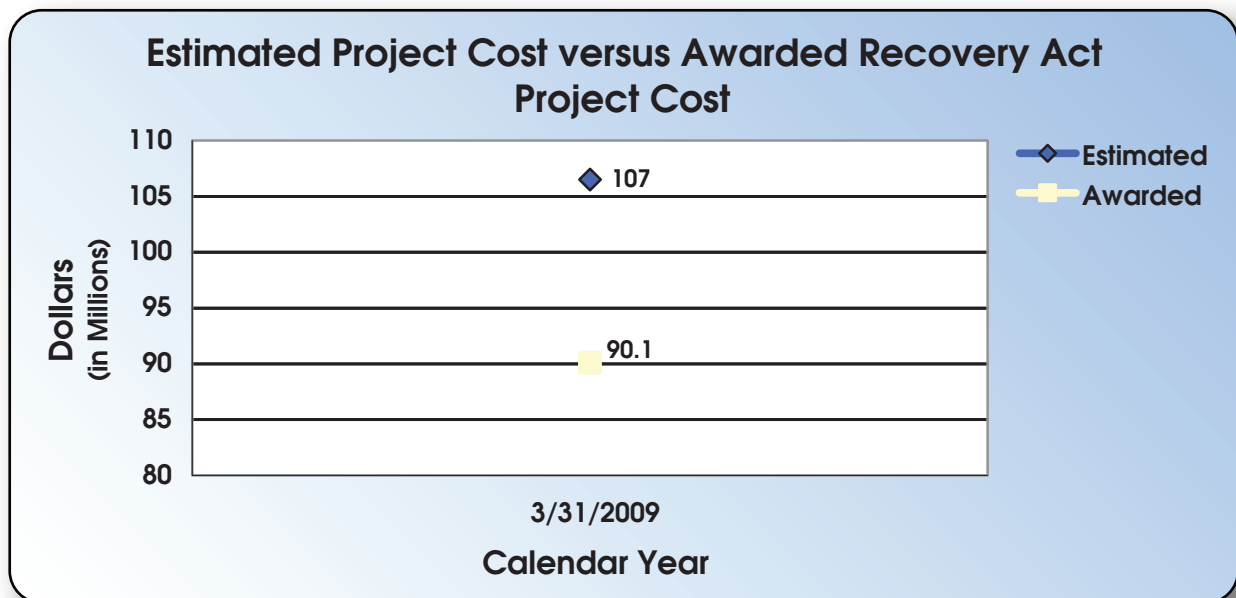 Estimated Project Cost versus Awarded Recovery Act
Project Cost
110
105
100
95
90
85
80
Dollars
(in Millions)
107
90.1
3/31/2009
Calendar Year
Estimated
Awarded